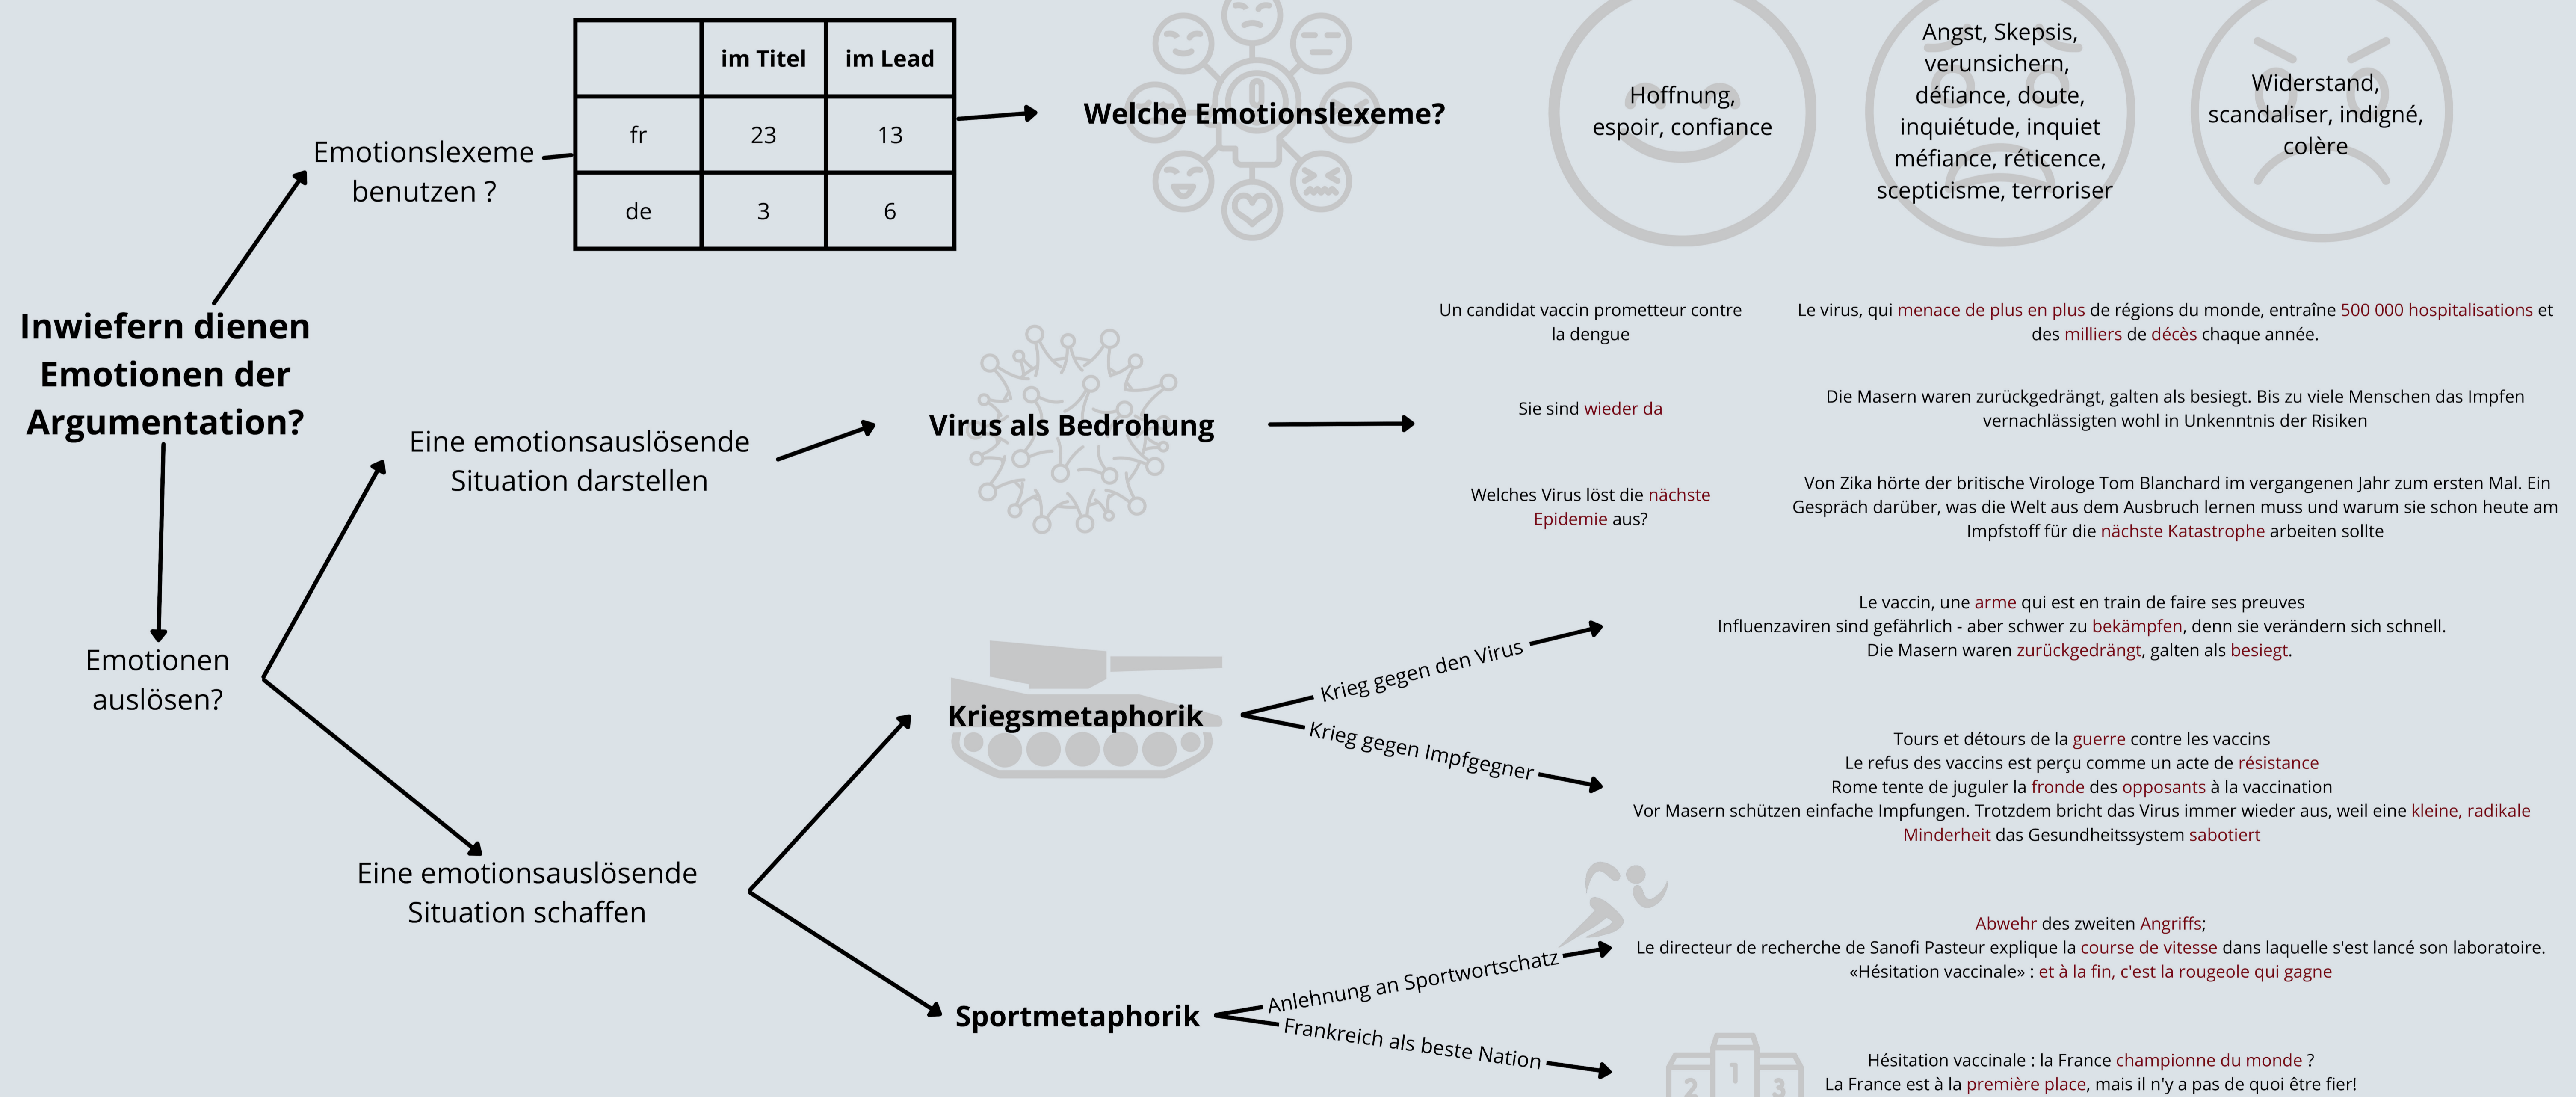 im Titel
im Lead
fr
23
13
de
3
6
Emotionslexeme
benutzen ?
Welche Emotionslexeme?
Hoffnung,
espoir, confiance
Angst, Skepsis,
verunsichern,
défiance, doute,
inquiétude, inquiet
méfiance, réticence,
scepticisme, terroriser
Widerstand,
scandaliser, indigné,
colère
Inwiefern dienen
Emotionen der
Argumentation?
Eine emotionsauslösende
Situation darstellen
Virus als Bedrohung
Un candidat vaccin prometteur contre
la dengue
Le virus, qui menace de plus en plus de régions du monde, entraîne 500 000 hospitalisations et
des milliers de décès chaque année.
Sie sind wieder da
Die Masern waren zurückgedrängt, galten als besiegt. Bis zu viele Menschen das Impfen
vernachlässigten wohl in Unkenntnis der Risiken
Welches Virus löst die nächste
Epidemie aus?
Von Zika hörte der britische Virologe Tom Blanchard im vergangenen Jahr zum ersten Mal. Ein
Gespräch darüber, was die Welt aus dem Ausbruch lernen muss und warum sie schon heute am
Impfstoff für die nächste Katastrophe arbeiten sollte
Emotionen
auslösen?
Eine emotionsauslösende
Situation schaffen
Kriegsmetaphorik
Krieg gegen den Virus
Le vaccin, une arme qui est en train de faire ses preuves
Influenzaviren sind gefährlich - aber schwer zu bekämpfen, denn sie verändern sich schnell.
Die Masern waren zurückgedrängt, galten als besiegt.
Krieg gegen Impfgegner
Tours et détours de la guerre contre les vaccins
Le refus des vaccins est perçu comme un acte de résistance
Rome tente de juguler la fronde des opposants à la vaccination
Vor Masern schützen einfache Impfungen. Trotzdem bricht das Virus immer wieder aus, weil eine kleine, radikale
Minderheit das Gesundheitssystem sabotiert
Sportmetaphorik
Anlehnung an Sportwortschatz
Abwehr des zweiten Angriffs;
Le directeur de recherche de Sanofi Pasteur explique la course de vitesse dans laquelle s'est lancé son laboratoire.
«Hésitation vaccinale» : et à la fin, c'est la rougeole qui gagne
Frankreich als beste Nation
2 1 3
Hésitation vaccinale : la France championne du monde ?
La France est à la première place, mais il n'y a pas de quoi être fier!